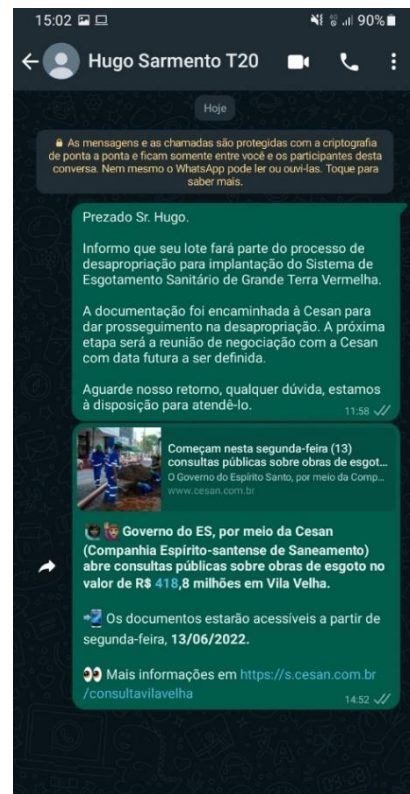 15:02 90%
Hugo Sarmento T20
Hoje
As mensagens e as chamadas são protegidas com a criptografia
de ponta a ponta e ficam somente entre você e os participantes desta
conversa. Nem mesmo o WhatsApp pode ler ou ouvi-las. Toque para
saber mais.
Prezado Sr. Hugo.
Informo que seu lote fará parte do processo de
desapropriação para implantação do Sistema de
Esgotamento Sanitário de Grande Terra Vermelha.
A documentação foi encaminhada à Cesan para
dar prosseguimento na desapropriação. A próxima
etapa será a reunião de negociação com a Cesan
com data futura a ser definida.
Aguarde nosso retorno, qualquer dúvida, estamos
à disposição para atendê-lo.
11:58
Começam nesta segunda-feira (13)
consultas públicas sobre obras de esgot...
O Governo do Espírito Santo, por meio da Comp...
www.cesan.com.br
Governo do ES, por meio da Cesan
(Companhia Espírito-santense de Saneamento)
abre consultas públicas sobre obras de esgoto no
valor de R$ 418,8 milhões em Vila Velha.
Os documentos estarão acessíveis a partir de
segunda-feira, 13/06/2022.
Mais informações em https://s.cesan.com.br
/consultavilavelha
14:52